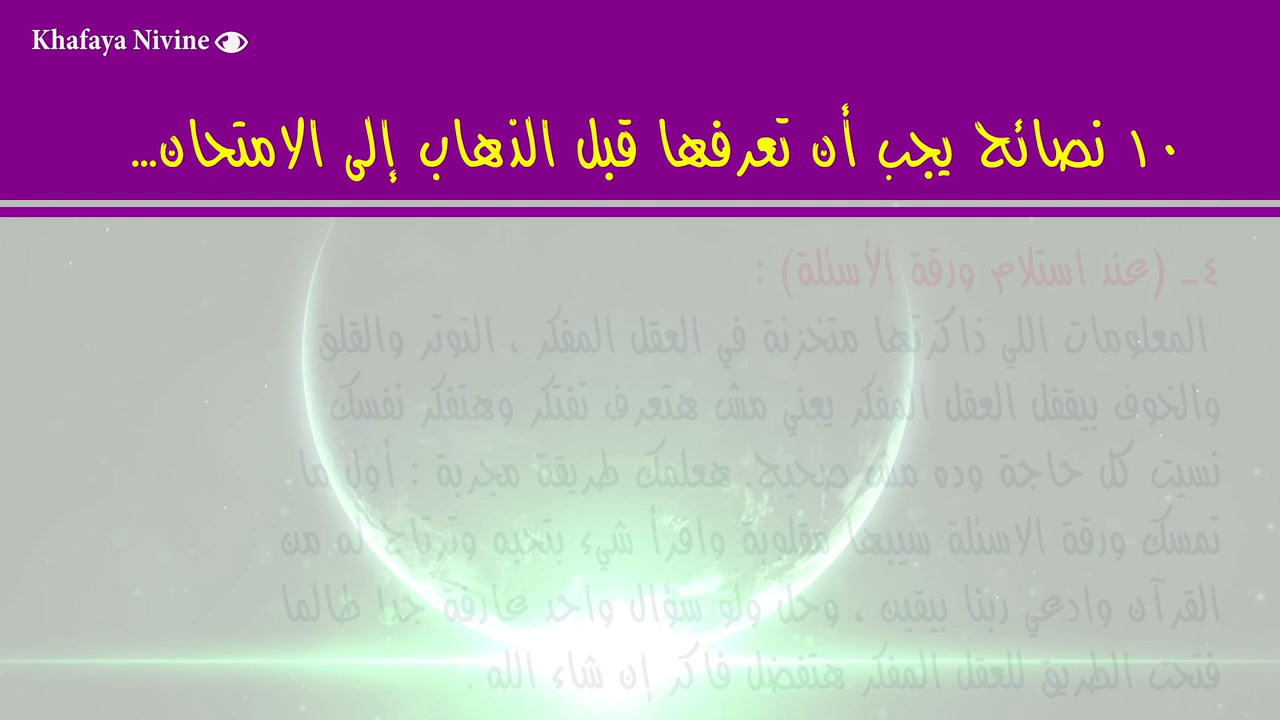 Khafaya Nivine
١٠ نصائح يجب أن تعرفها قبل الذهاب إلى الامتحان...
٤- (عند استلام ورقة الأسئلة) :
المعلومات اللي ذاكرتها متخزنة في العقل المفكر ، التوتر والقلق
والخوف بيقفل العقل المفكر يعني مش هتعرف تفتكر وهتفكر نفسك
نسيت كل حاجة وده مش صحيح. هعلمك طريقة مجربة : أول ما
تمسك ورقة الاسئلة سيبها مقلوبة واقرأ شيء بتحبه وترتاح له من
القرآن وادعي ربنا بيقين ، وحل ولو سؤال واحد عارفة جدا طالما
فتحت الطريق للعقل المفكر هتفضل فاكر إن شاء الله .